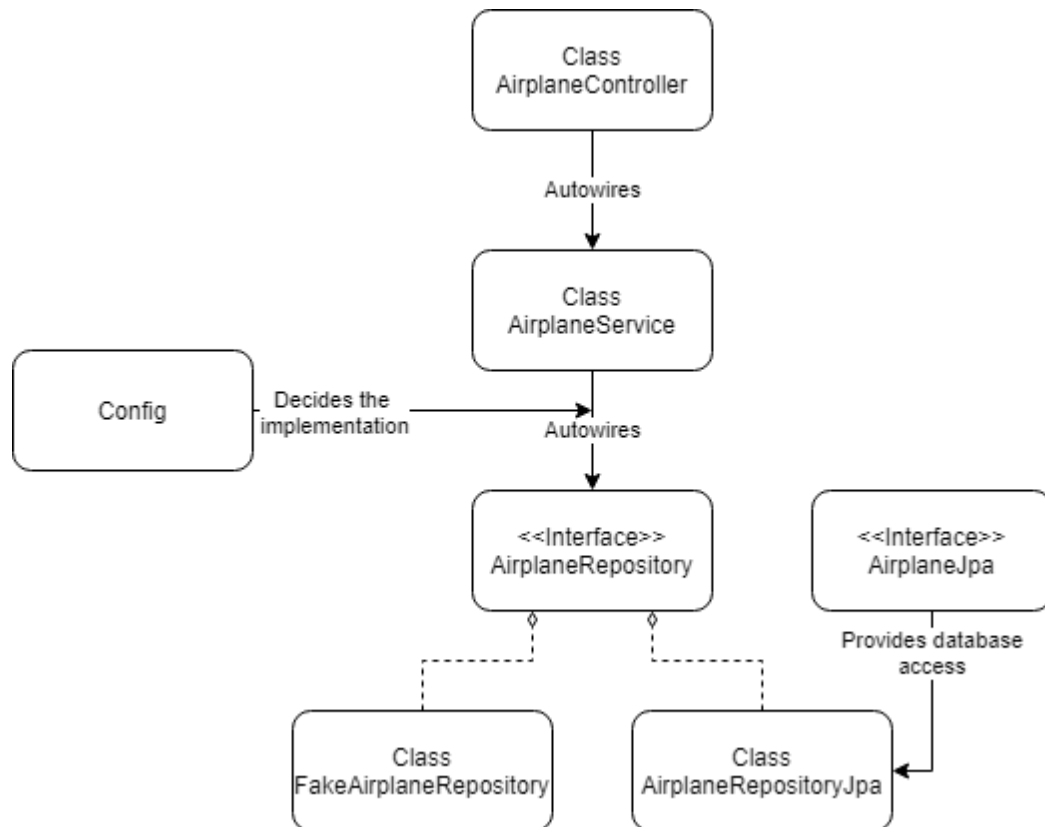 Class
AirplaneController
Autowires
Class
AirplaneService
Config
Decides the
implementation
Autowires
<<Interface>>
AirplaneRepository
<<Interface>>
AirplaneJpa
Provides database
access
Class
FakeAirplaneRepository
Class
AirplaneRepositoryJpa